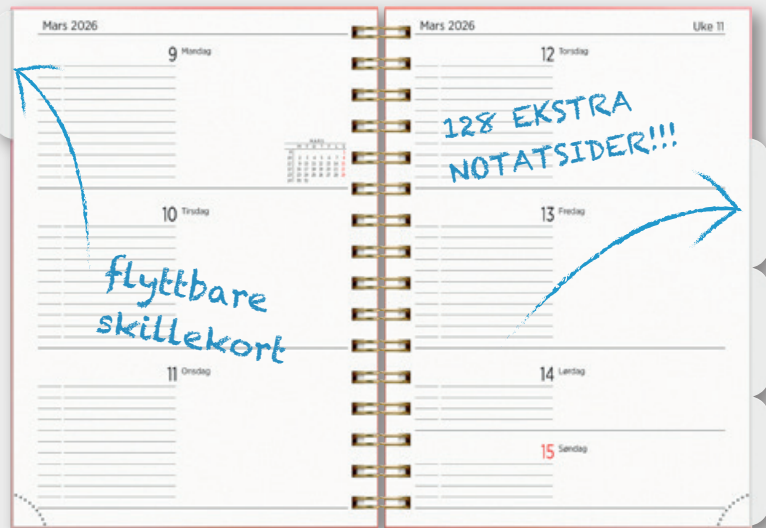 Mars 2026
9 Mandag
MARS
10 Tirsdag
flyttbare
skillekort
11 Onsdag
Mars 2026 Uke 11
12 Torsdag
128 EKSTRA
NOTATSIDER!!!
13 Fredag
14 Lørdag
15 Søndag